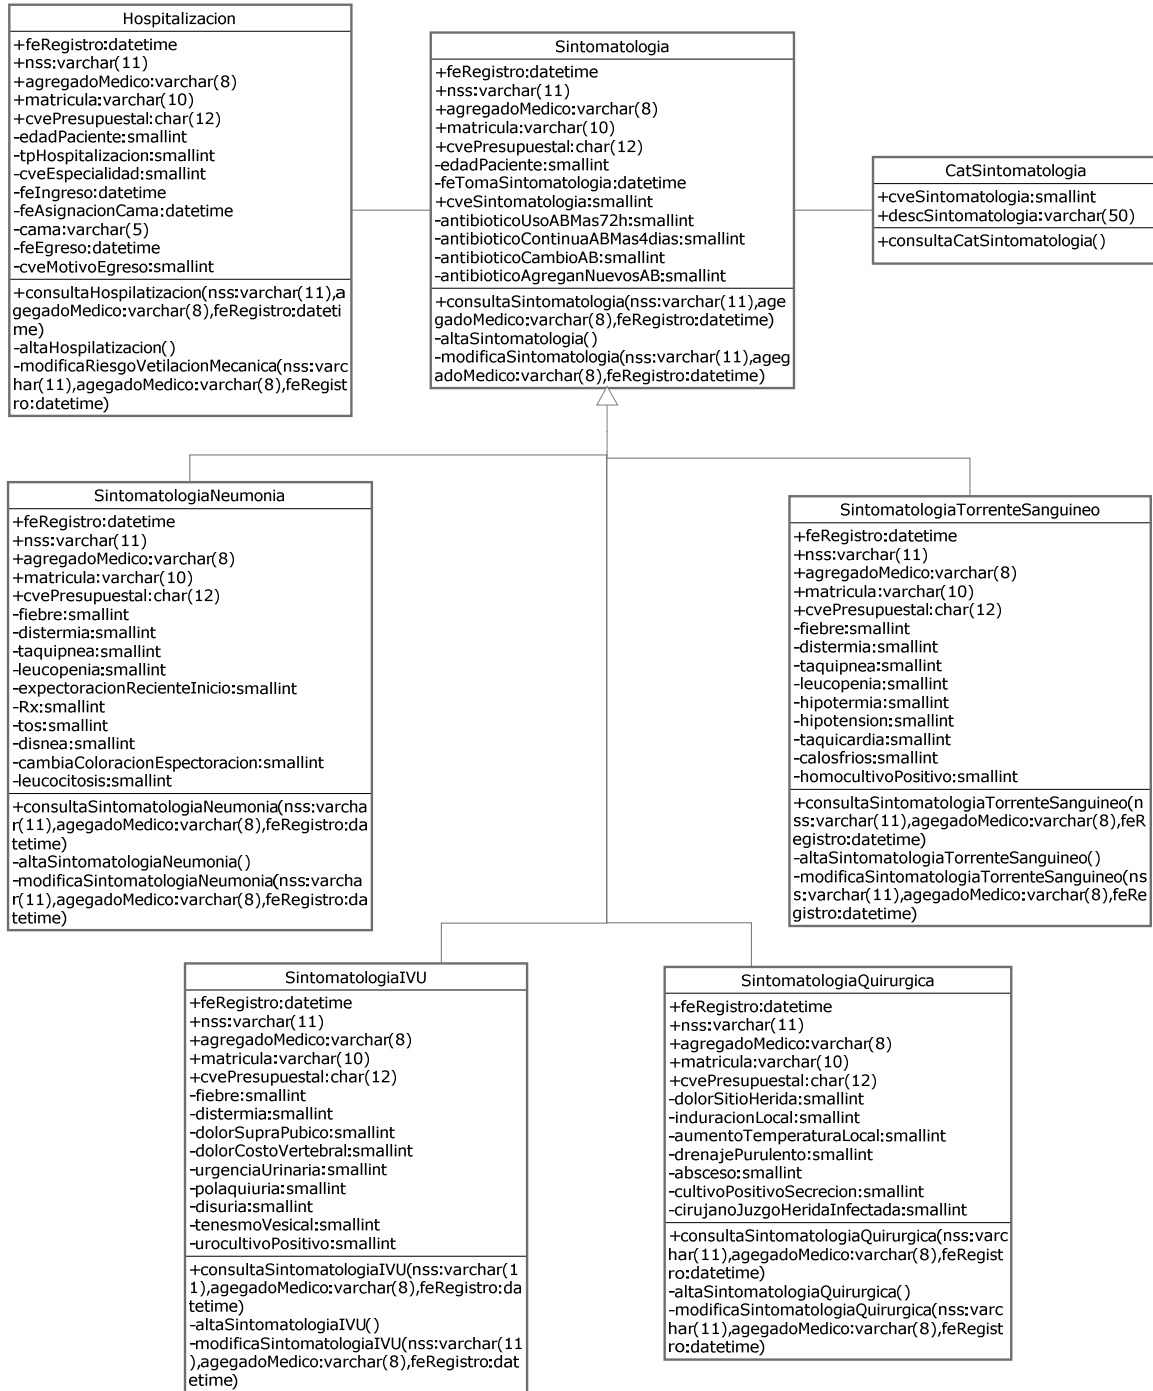 Hospitalizacion
+feRegistro:datetime
+nss:varchar(11)
+agregadoMedico:varchar(8)
+matricula:varchar(10)
+cvePresupuestal:char(12)
-edadPaciente:smallint
-tpHospitalizacion:smallint
-cveEspecialidad:smallint
-feIngreso:datetime
-feAsignacionCama:datetime
-cama:varchar(5)
-feEgreso:datetime
-cveMotivoEgreso:smallint
+consultaHospilatizacion(nss:varchar(11),a
gegadoMedico:varchar(8),feRegistro:dateti
me)
-altaHospilatizacion()
-modificaRiesgoVetilacionMecanica(nss:varc
har(11),agegadoMedico:varchar(8),feRegist
ro:datetime)
Sintomatologia
+feRegistro:datetime
+nss:varchar(11)
+agregadoMedico:varchar(8)
+matricula:varchar(10)
+cvePresupuestal:char(12)
-edadPaciente:smallint
-feTomaSintomatologia:datetime
+cveSintomatologia:smallint
-antibioticoUsoABMas72h:smallint
-antibioticoContinuaABMas4dias:smallint
-antibioticoCambioAB:smallint
-antibioticoAgreganNuevosAB:smallint
+consultaSintomatologia(nss:varchar(11),age
gadoMedico:varchar(8),feRegistro:datetime)
-altaSintomatologia()
-modificaSintomatologia(nss:varchar(11),ageg
adoMedico:varchar(8),feRegistro:datetime)
CatSintomatologia
+cveSintomatologia:smallint
+descSintomatologia:varchar(50)
+consultaCatSintomatologia()
SintomatologiaNeumonia
+feRegistro:datetime
+nss:varchar(11)
+agregadoMedico:varchar(8)
+matricula:varchar(10)
+cvePresupuestal:char(12)
-fiebre:smallint
-distermia:smallint
-taquipnea:smallint
-leucopenia:smallint
-expectoracionRecienteInicio:smallint
-Rx:smallint
-tos:smallint
-disnea:smallint
-cambiaColoracionEspectoracion:smallint
-leucocitosis:smallint
+consultaSintomatologiaNeumonia(nss:varcha
r(11),agegadoMedico:varchar(8),feRegistro:da
tetime)
-altaSintomatologiaNeumonia()
-modificaSintomatologiaNeumonia(nss:varcha
r(11),agegadoMedico:varchar(8),feRegistro:da
tetime)
SintomatologiaTorrenteSanguineo
+feRegistro:datetime
+nss:varchar(11)
+agregadoMedico:varchar(8)
+matricula:varchar(10)
+cvePresupuestal:char(12)
-fiebre:smallint
-distermia:smallint
-taquipnea:smallint
-leucopenia:smallint
-hipotermia:smallint
-hipotension:smallint
-taquicardia:smallint
-calosfrios:smallint
-homocultivoPositivo:smallint
+consultaSintomatologiaTorrenteSanguineo(n
ss:varchar(11),agegadoMedico:varchar(8),feR
egistro:datetime)
-altaSintomatologiaTorrenteSanguineo()
-modificaSintomatologiaTorrenteSanguineo(ns
s:varchar(11),agegadoMedico:varchar(8),feRe
gistro:datetime)
SintomatologiaIVU
+feRegistro:datetime
+nss:varchar(11)
+agregadoMedico:varchar(8)
+matricula:varchar(10)
+cvePresupuestal:char(12)
-fiebre:smallint
-distermia:smallint
-dolorSupraPubico:smallint
-dolorCostoVertebral:smallint
-urgenciaUrinaria:smallint
-polaquiuria:smallint
-disuria:smallint
-tenesmoVesical:smallint
-urocultivoPositivo:smallint
+consultaSintomatologiaIVU(nss:varchar(1
1),agegadoMedico:varchar(8),feRegistro:da
tetime)
-altaSintomatologiaIVU()
-modificaSintomatologiaIVU(nss:varchar(11
),agegadoMedico:varchar(8),feRegistro:dat
etime)
SintomatologiaQuirurgica
+feRegistro:datetime
+nss:varchar(11)
+agregadoMedico:varchar(8)
+matricula:varchar(10)
+cvePresupuestal:char(12)
-dolorSitioHerida:smallint
-induracionLocal:smallint
-aumentoTemperaturaLocal:smallint
-drenajePurulento:smallint
-absceso:smallint
-cultivoPositivoSecrecion:smallint
-cirujanoJuzgoHeridaInfectada:smallint
+consultaSintomatologiaQuirurgica(nss:varc
har(11),agegadoMedico:varchar(8),feRegist
ro:datetime)
-altaSintomatologiaQuirurgica()
-modificaSintomatologiaQuirurgica(nss:varc
har(11),agegadoMedico:varchar(8),feRegist
ro:datetime)